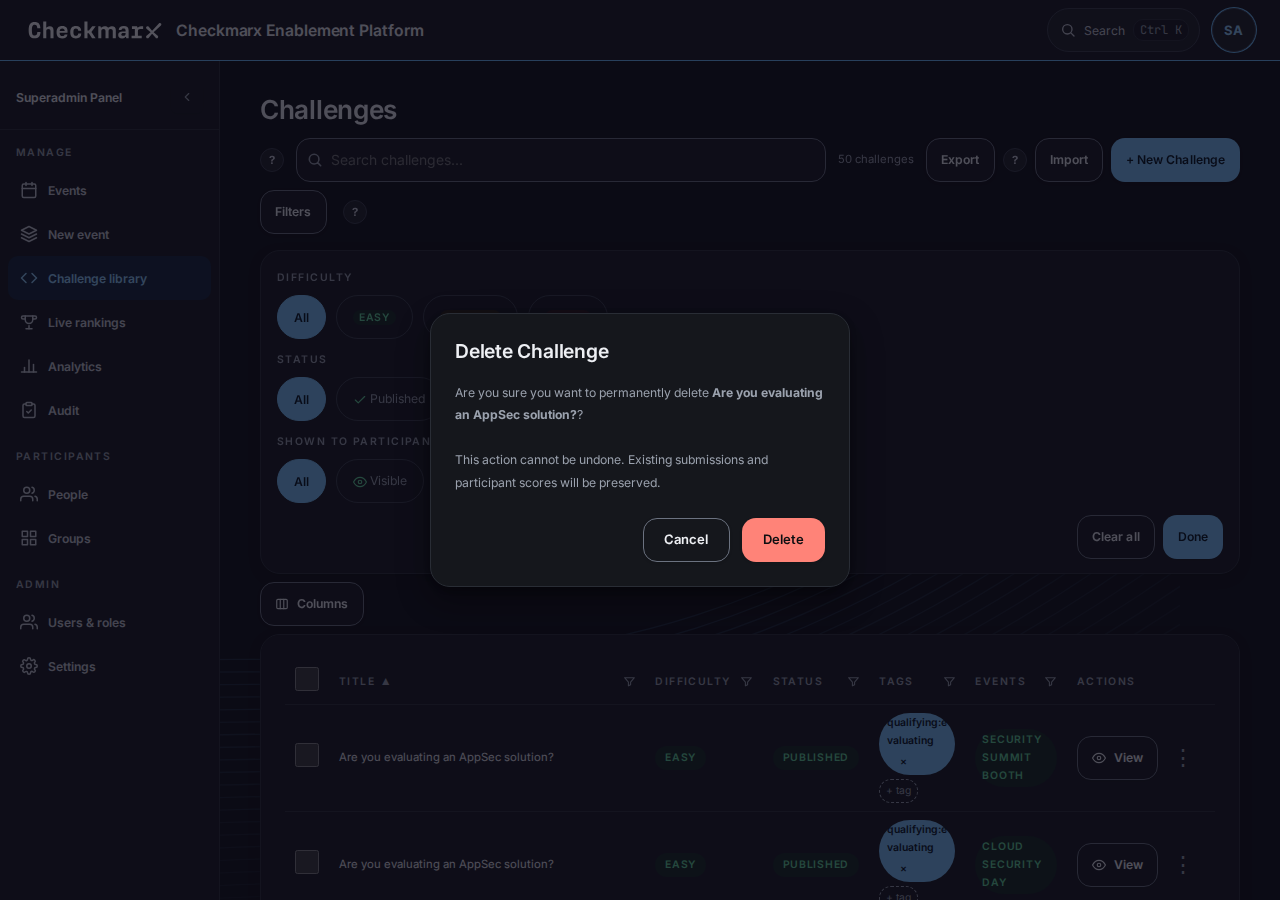 Checkmarx Checkmarx Enablement Platform
Search Ctrl K
SA
Superadmin Panel
MANAGE
Events
New event
Challenge library
Live rankings
Analytics
Audit
PARTICIPANTS
People
Groups
ADMIN
Users & roles
Settings
Challenges
? Search challenges... 50 challenges Export ? Import + New Challenge
Filters ?
DIFFICULTY
All EASY
STATUS
All Published
SHOWN TO PARTICIPAN
All Visible
Clear all Done
Delete Challenge
Are you sure you want to permanently delete Are you evaluating
an AppSec solution??
This action cannot be undone. Existing submissions and
participant scores will be preserved.
Cancel Delete
Columns
TITLE ▲ DIFFICULTY STATUS TAGS EVENTS ACTIONS
Are you evaluating an AppSec solution? EASY PUBLISHED
qualifying:e
valuating
×
+ tag
SECURITY
SUMMIT
BOOTH
View
Are you evaluating an AppSec solution? EASY PUBLISHED
qualifying:e
valuating
×
+ tag
CLOUD
SECURITY
DAY
View